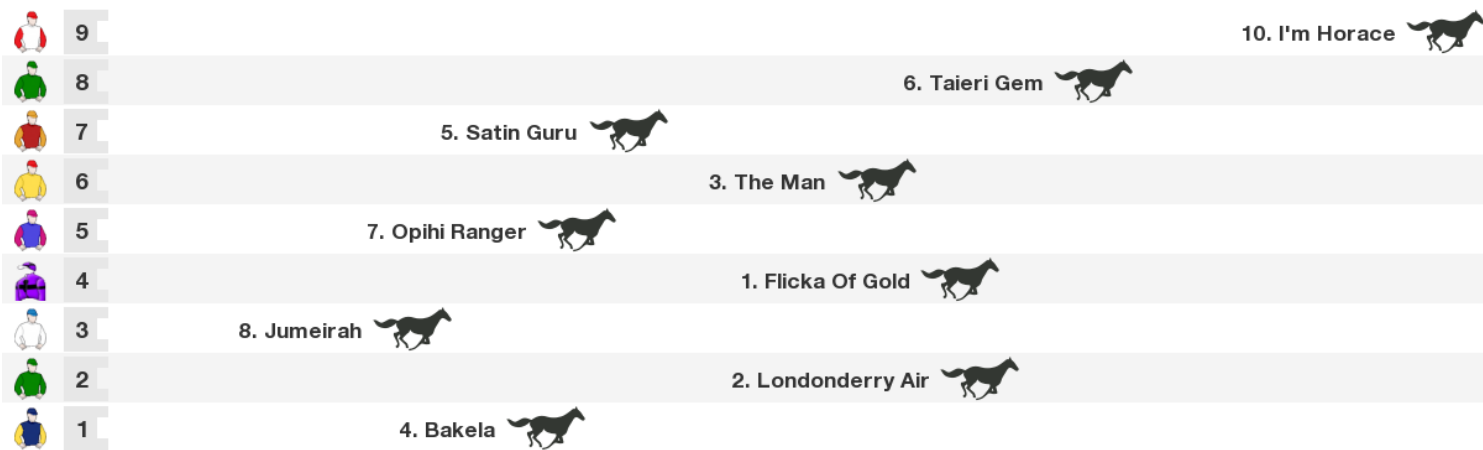 9 10. I'm Horace
8 6. Taieri Gem
7 5. Satin Guru
6 3. The Man
5 7. Opihi Ranger
4 1. Flicka Of Gold
3 8. Jumeirah
2 2. Londonderry Air
1 4. Bakela